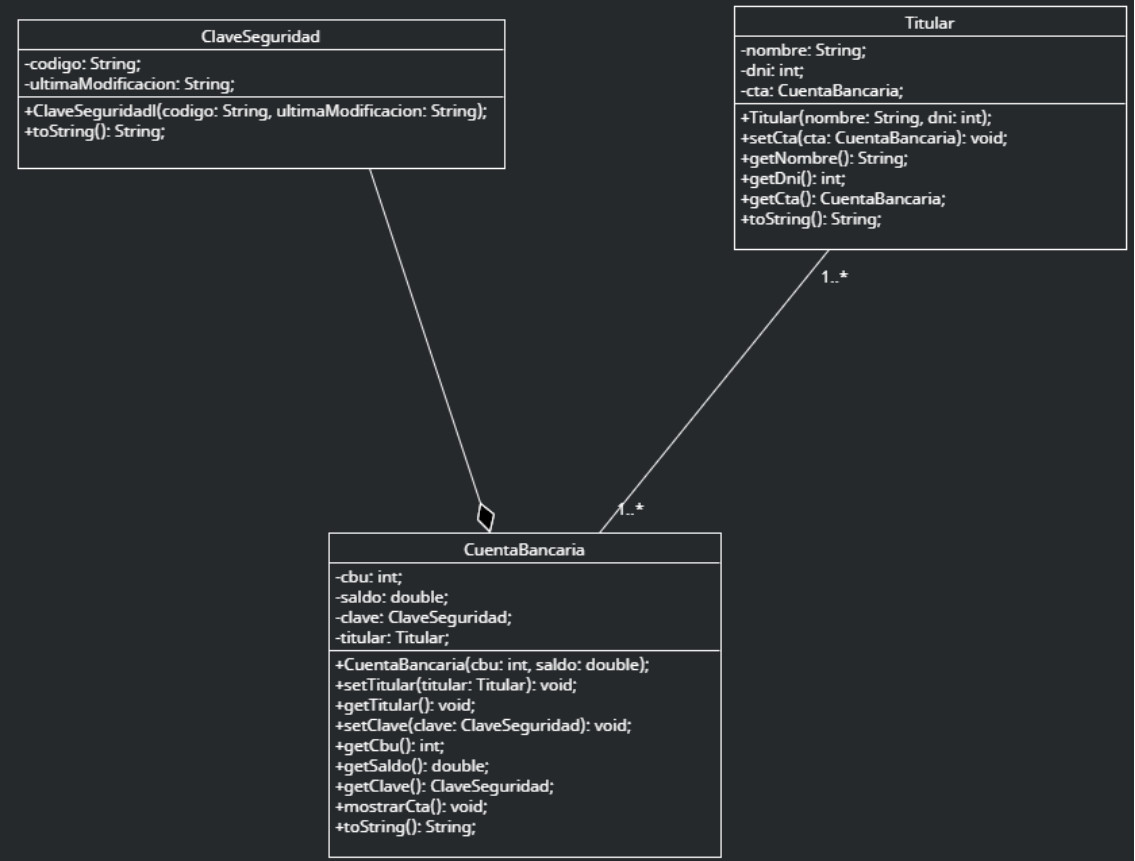 ClaveSeguridad
-codigo: String;
-ultimaModificacion: String;
+ClaveSeguridadl(codigo: String, ultimaModificacion: String);
+toString(): String;
Titular
-nombre: String;
-dni: int;
-cta: CuentaBancaria;
+Titular(nombre: String, dni: int);
+setCta(cta: CuentaBancaria): void;
+getNombre(): String;
+getDni(): int;
+getCta(): CuentaBancaria;
+toString(): String;
1..*
1..*
CuentaBancaria
-cbu: int;
-saldo: double;
-clave: ClaveSeguridad;
-titular: Titular;
+CuentaBancaria(cbu: int, saldo: double);
+setTitular(titular: Titular): void;
+getTitular(): void;
+setClave(clave: ClaveSeguridad): void;
+getCbu(): int;
+getSaldo(): double;
+getClave(): ClaveSeguridad;
+mostrarCta(): void;
+toString(): String;